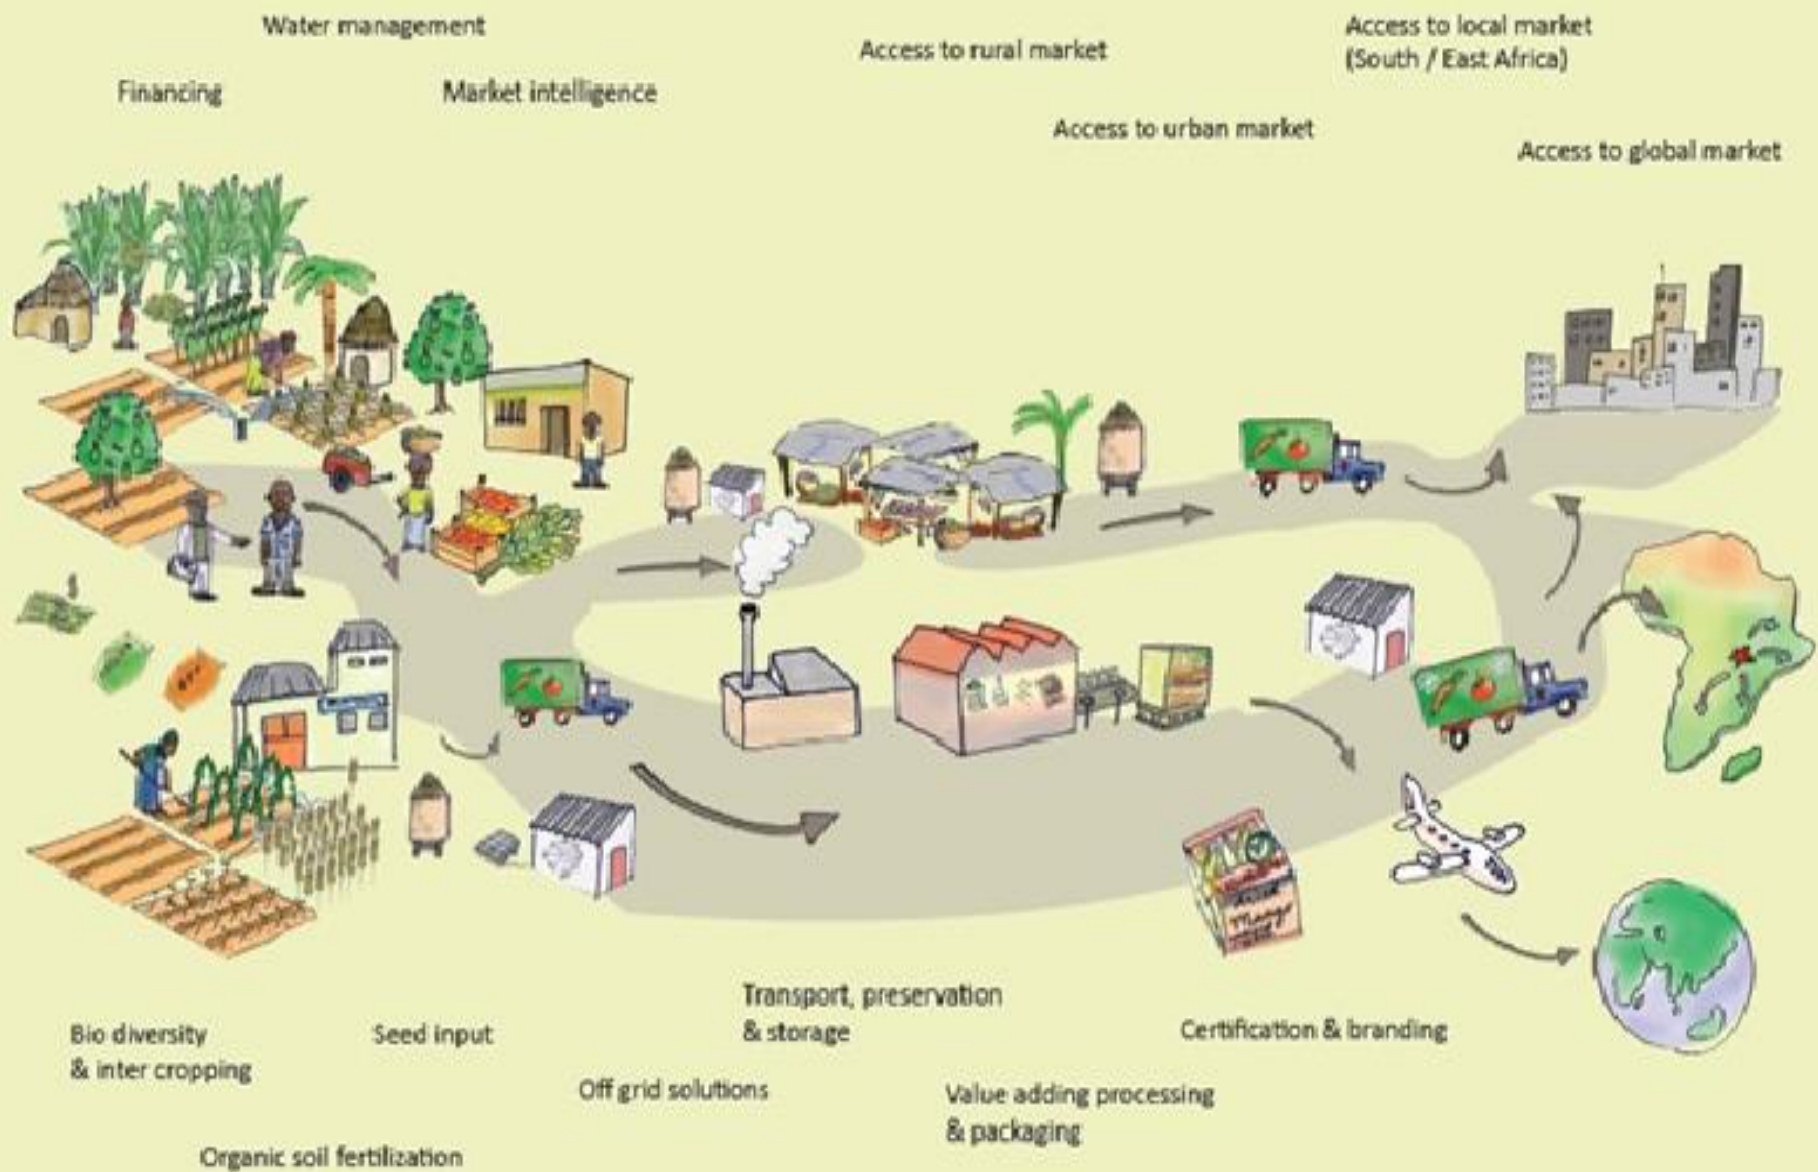 Water management
Financing
Market intelligence
Access to rural market
Access to urban market
Access to local market
(South / East Africa)
Access to global market
$
Mango
Bio diversity
& inter cropping
Seed input
Organic soil fertilization
Off grid solutions
Transport, preservation
& storage
Value adding processing
& packaging
Certification & branding